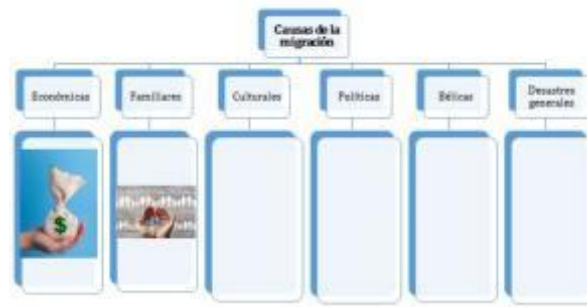 Causas de la
migración
Económicas
Familiares
Culturales
Políticas
Bélicas
Desastres
generales
$